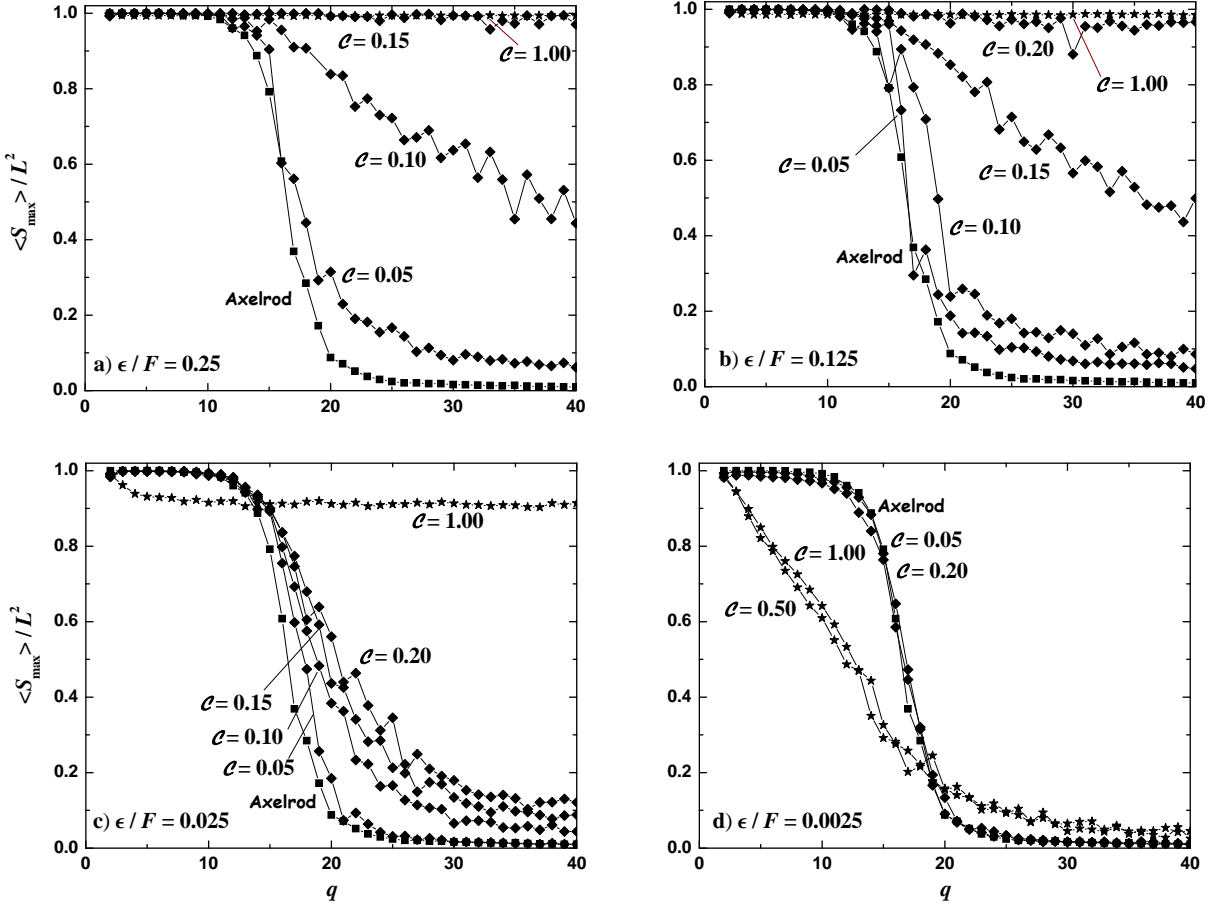 1.0
0.8
0.6
0.4
0.2
0.0
0 10 20 30 40
<S_max> / L^2
C = 0.15
C = 1.00
C = 0.10
C = 0.05
Axelrod
a) ϵ / F = 0.25
1.0
0.8
0.6
0.4
0.2
0.0
0 10 20 30 40
C = 0.20
C = 1.00
C = 0.05
C = 0.15
C = 0.10
Axelrod
b) ϵ / F = 0.125
1.0
0.8
0.6
0.4
0.2
0.0
0 10 20 30 40
<S_max> / L^2
q
C = 1.00
C = 0.20
C = 0.15
C = 0.10
C = 0.05
Axelrod
c) ϵ / F = 0.025
1.0
0.8
0.6
0.4
0.2
0.0
0 10 20 30 40
q
Axelrod
C = 0.05
C = 1.00
C = 0.20
C = 0.50
d) ϵ / F = 0.0025